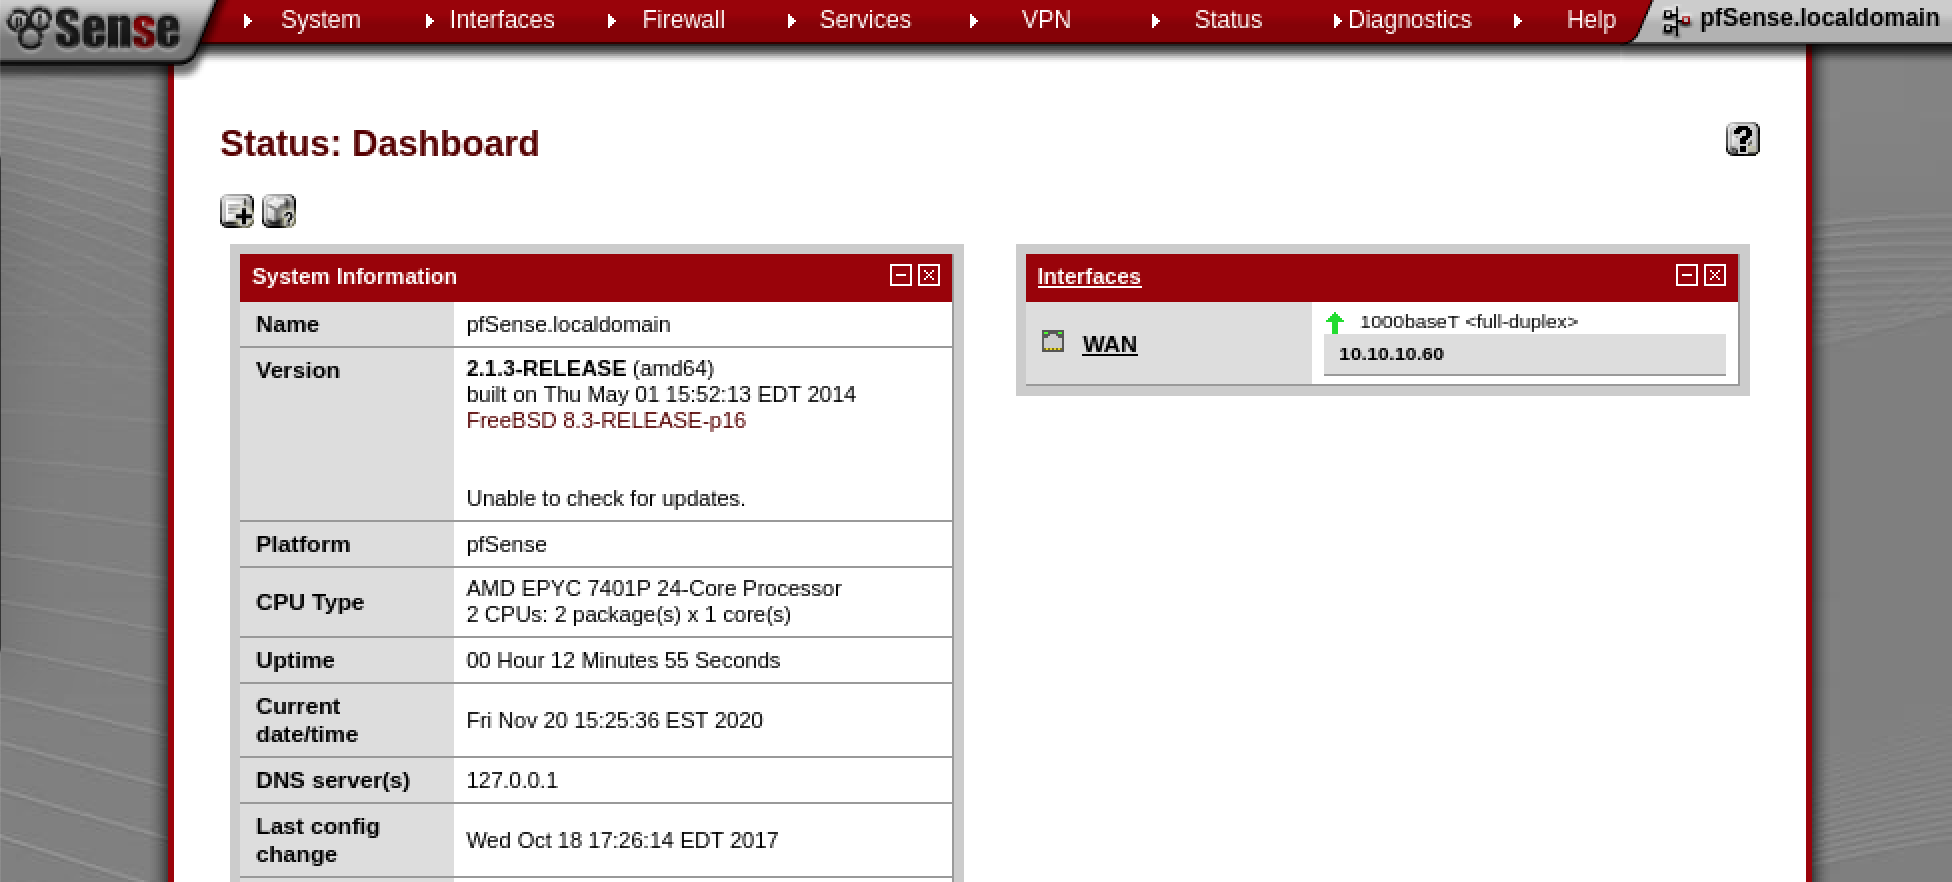 Sense
System Interfaces Firewall Services VPN Status Diagnostics Help pfSense.localdomain
Status: Dashboard
?
System Information
Name pfSense.localdomain
Version 2.1.3-RELEASE (amd64)
built on Thu May 01 15:52:13 EDT 2014
FreeBSD 8.3-RELEASE-p16
Unable to check for updates.
Platform pfSense
CPU Type AMD EPYC 7401P 24-Core Processor
2 CPUs: 2 package(s) x 1 core(s)
Uptime 00 Hour 12 Minutes 55 Seconds
Current
date/time Fri Nov 20 15:25:36 EST 2020
DNS server(s) 127.0.0.1
Last config
change Wed Oct 18 17:26:14 EDT 2017
Interfaces
WAN 1000baseT <full-duplex>
10.10.10.60